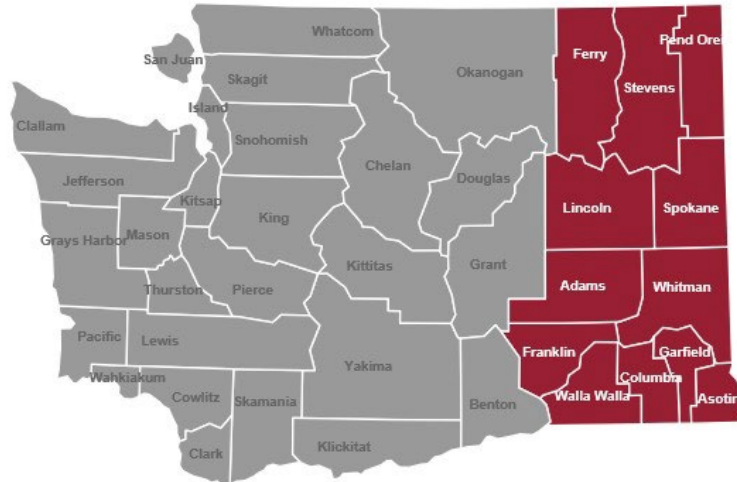 Whatcom
San Juan
Skagit
Okanogan
Ferry
Pend Orei
Stevens
Island
Clallam
Snohomish
Chelan
Douglas
Jefferson
Kitsap
King
Lincoln
Spokane
Mason
Grays Harbor
Kittitas
Grant
Thurston
Pierce
Adams
Whitman
Pacific
Lewis
Franklin
Garfield
Yakima
Wahkiakum
Columbia
Walla Walla
Asotin
Cowlitz
Skamania
Benton
Klickitat
Clark